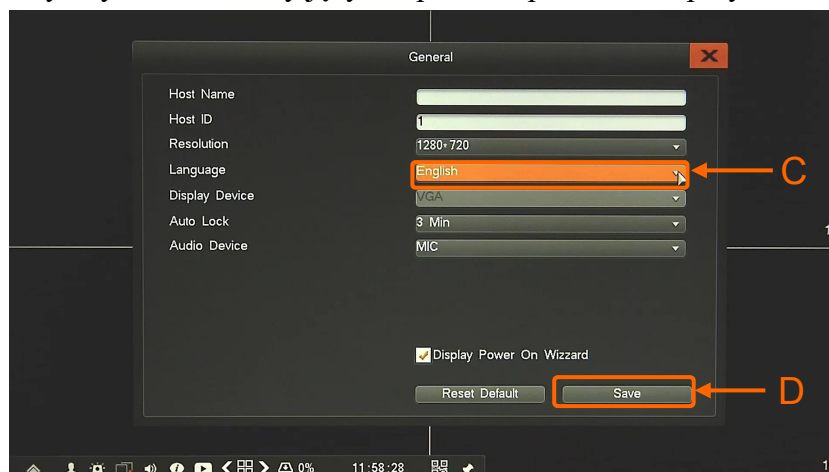 General
Host Name
Host ID 1
Resolution 1280*720
Language English
C
Display Device VGA
Auto Lock 3 Min
Audio Device MIC
Display Power On Wizzard
Reset Default Save
D
0% 11:58:28